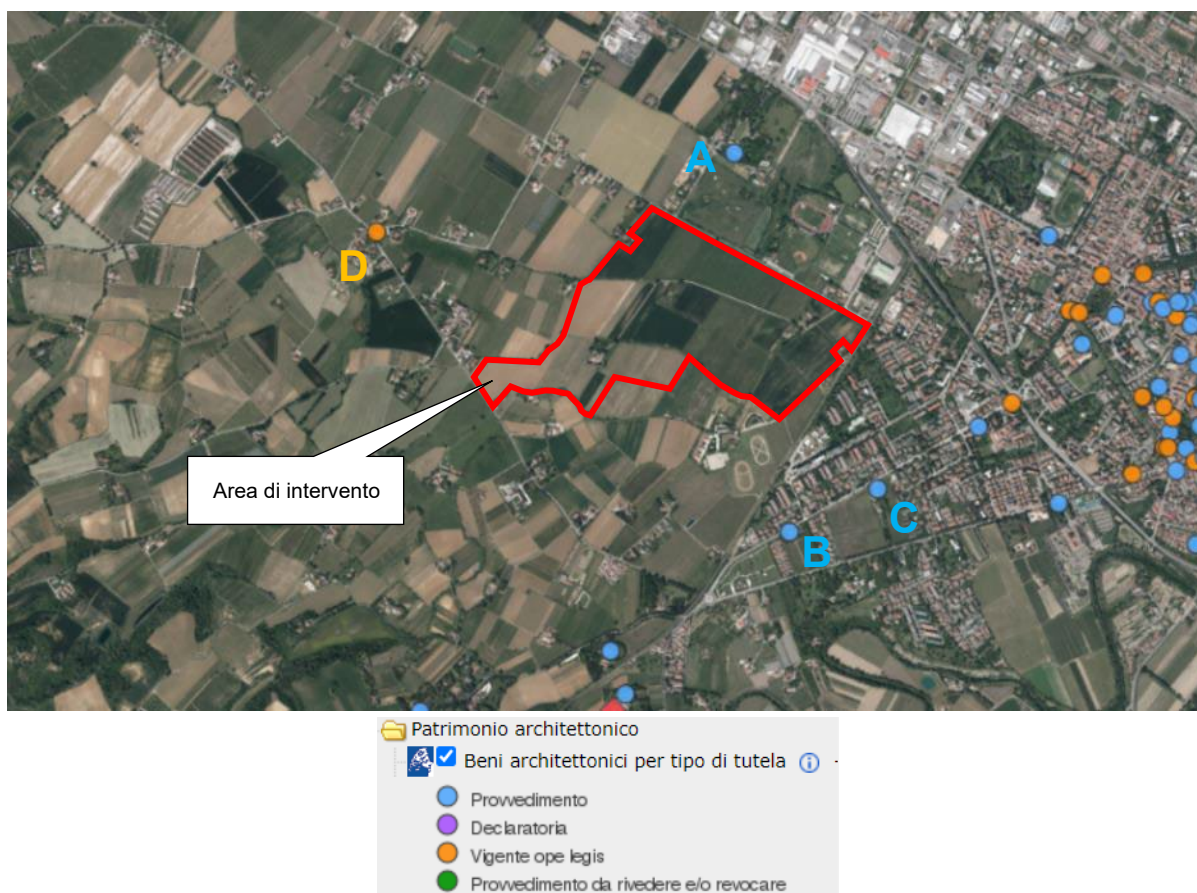 A
D
Area di intervento
C
B
Patrimonio architettonico
Beni architettonici per tipo di tutela
Provvedimento
Declaratoria
Vigente ope legis
Provvedimento da rivedere e/o revocare